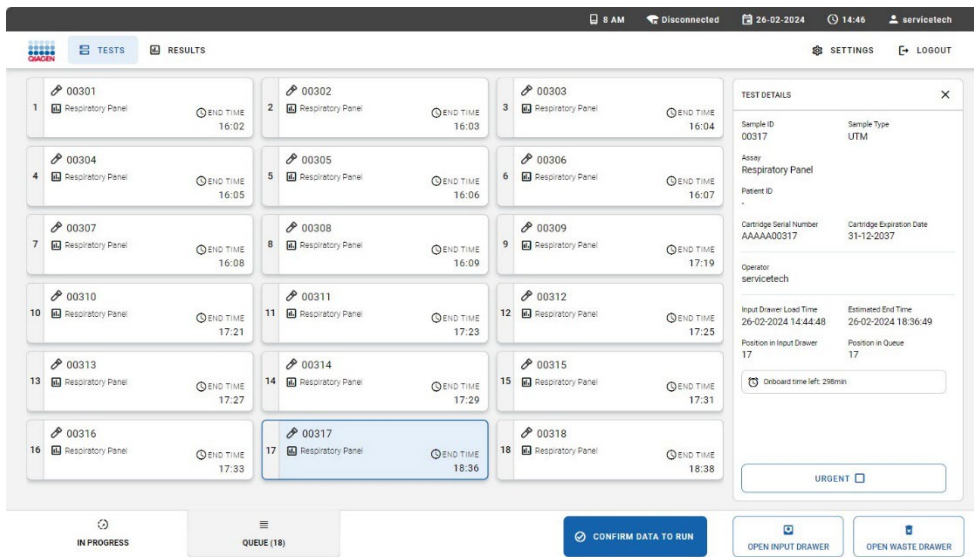 8 AM Disconnected 26-02-2024 14:46 servicetech
QIAGEN TESTS RESULTS SETTINGS LOGOUT
1 00301 Respiratory Panel END TIME 16:02
2 00302 Respiratory Panel END TIME 16:03
3 00303 Respiratory Panel END TIME 16:04
4 00304 Respiratory Panel END TIME 16:05
5 00305 Respiratory Panel END TIME 16:06
6 00306 Respiratory Panel END TIME 16:07
7 00307 Respiratory Panel END TIME 16:08
8 00308 Respiratory Panel END TIME 16:09
9 00309 Respiratory Panel END TIME 17:19
10 00310 Respiratory Panel END TIME 17:21
11 00311 Respiratory Panel END TIME 17:23
12 00312 Respiratory Panel END TIME 17:25
13 00313 Respiratory Panel END TIME 17:27
14 00314 Respiratory Panel END TIME 17:29
15 00315 Respiratory Panel END TIME 17:31
16 00316 Respiratory Panel END TIME 17:33
17 00317 Respiratory Panel END TIME 18:36
18 00318 Respiratory Panel END TIME 18:38
TEST DETAILS
Sample ID Sample Type
00317 UTM
Assay
Respiratory Panel
Patient ID
-
Cartridge Serial Number Cartridge Expiration Date
AAAAA00317 31-12-2037
Operator
servicetech
Input Drawer Load Time Estimated End Time
26-02-2024 14:44:48 26-02-2024 18:36:49
Position in Input Drawer Position in Queue
17 17
Onboard time left: 298min
URGENT
IN PROGRESS QUEUE (18) CONFIRM DATA TO RUN OPEN INPUT DRAWER OPEN WASTE DRAWER